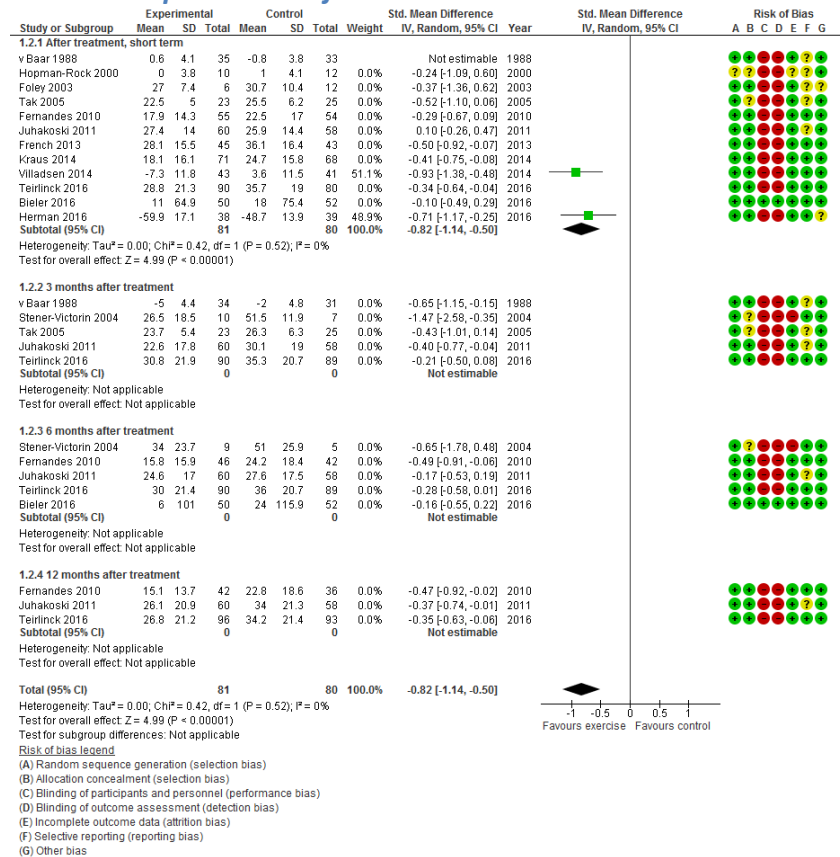 Experimental Control Std. Mean Difference Std. Mean Difference Risk of Bias
Study or Subgroup Mean SD Total Mean SD Total Weight IV, Random, 95% CI Year IV, Random, 95% CI A B C D E F G
1.2.1 After treatment, short term
v Baar 1988 0.6 4.1 35 -0.8 3.8 33 Not estimable 1988
Hopman-Rock 2000 0 3.8 10 1 4.1 12 0.0% -0.24 [-1.09, 0.60] 2000
Foley 2003 27 7.4 6 30.7 10.4 12 0.0% -0.37 [-1.36, 0.62] 2003
Tak 2005 22.5 5 23 25.5 6.2 25 0.0% -0.52 [-1.10, 0.06] 2005
Fernandes 2010 17.9 14.3 55 22.5 17 54 0.0% -0.29 [-0.67, 0.09] 2010
Juhakoski 2011 27.4 14 60 25.9 14.4 58 0.0% 0.10 [-0.26, 0.47] 2011
French 2013 28.1 15.5 45 36.1 16.4 43 0.0% -0.50 [-0.92, -0.07] 2013
Kraus 2014 18.1 16.1 71 24.7 15.8 68 0.0% -0.41 [-0.75, -0.08] 2014
Villadsen 2014 -7.3 11.8 43 3.6 11.5 41 51.1% -0.93 [-1.38, -0.48] 2014
Teirlinck 2016 28.8 21.3 90 35.7 19 80 0.0% -0.34 [-0.64, -0.04] 2016
Bieler 2016 11 64.9 50 18 75.4 52 0.0% -0.10 [-0.49, 0.29] 2016
Herman 2016 -59.9 17.1 38 -48.7 13.9 39 48.9% -0.71 [-1.17, -0.25] 2016
Subtotal (95% CI) 81 80 100.0% -0.82 [-1.14, -0.50]
Heterogeneity: Tau² = 0.00; Chi² = 0.42, df = 1 (P = 0.52); I² = 0%
Test for overall effect: Z = 4.99 (P < 0.00001)
1.2.2 3 months after treatment
v Baar 1988 -5 4.4 34 -2 4.8 31 0.0% -0.65 [-1.15, -0.15] 1988
Stener-Victorin 2004 26.5 18.5 10 51.5 11.9 7 0.0% -1.47 [-2.58, -0.35] 2004
Tak 2005 23.7 5.4 23 26.3 6.3 25 0.0% -0.43 [-1.01, 0.14] 2005
Juhakoski 2011 22.6 17.8 60 30.1 19 58 0.0% -0.40 [-0.77, -0.04] 2011
Teirlinck 2016 30.8 21.9 90 35.3 20.7 89 0.0% -0.21 [-0.50, 0.08] 2016
Subtotal (95% CI) 0 0 Not estimable
Heterogeneity: Not applicable
Test for overall effect: Not applicable
1.2.3 6 months after treatment
Stener-Victorin 2004 34 23.7 9 51 25.9 5 0.0% -0.65 [-1.78, 0.48] 2004
Fernandes 2010 15.8 15.9 46 24.2 18.4 42 0.0% -0.49 [-0.91, -0.06] 2010
Juhakoski 2011 24.6 17 60 27.6 17.5 58 0.0% -0.17 [-0.53, 0.19] 2011
Teirlinck 2016 30 21.4 90 36 20.7 89 0.0% -0.28 [-0.58, 0.01] 2016
Bieler 2016 6 101 50 24 115.9 52 0.0% -0.16 [-0.55, 0.22] 2016
Subtotal (95% CI) 0 0 Not estimable
Heterogeneity: Not applicable
Test for overall effect: Not applicable
1.2.4 12 months after treatment
Fernandes 2010 15.1 13.7 42 22.8 18.6 36 0.0% -0.47 [-0.92, -0.02] 2010
Juhakoski 2011 26.1 20.9 60 34 21.3 58 0.0% -0.37 [-0.74, -0.01] 2011
Teirlinck 2016 26.8 21.2 96 34.2 21.4 93 0.0% -0.35 [-0.63, -0.06] 2016
Subtotal (95% CI) 0 0 Not estimable
Heterogeneity: Not applicable
Test for overall effect: Not applicable
Total (95% CI) 81 80 100.0% -0.82 [-1.14, -0.50]
Heterogeneity: Tau² = 0.00; Chi² = 0.42, df = 1 (P = 0.52); I² = 0%
Test for overall effect: Z = 4.99 (P < 0.00001)
Test for subgroup differences: Not applicable
-1 -0.5 0 0.5 1
Favours exercise Favours control
Risk of bias legend
(A) Random sequence generation (selection bias)
(B) Allocation concealment (selection bias)
(C) Blinding of participants and personnel (performance bias)
(D) Blinding of outcome assessment (detection bias)
(E) Incomplete outcome data (attrition bias)
(F) Selective reporting (reporting bias)
(G) Other bias